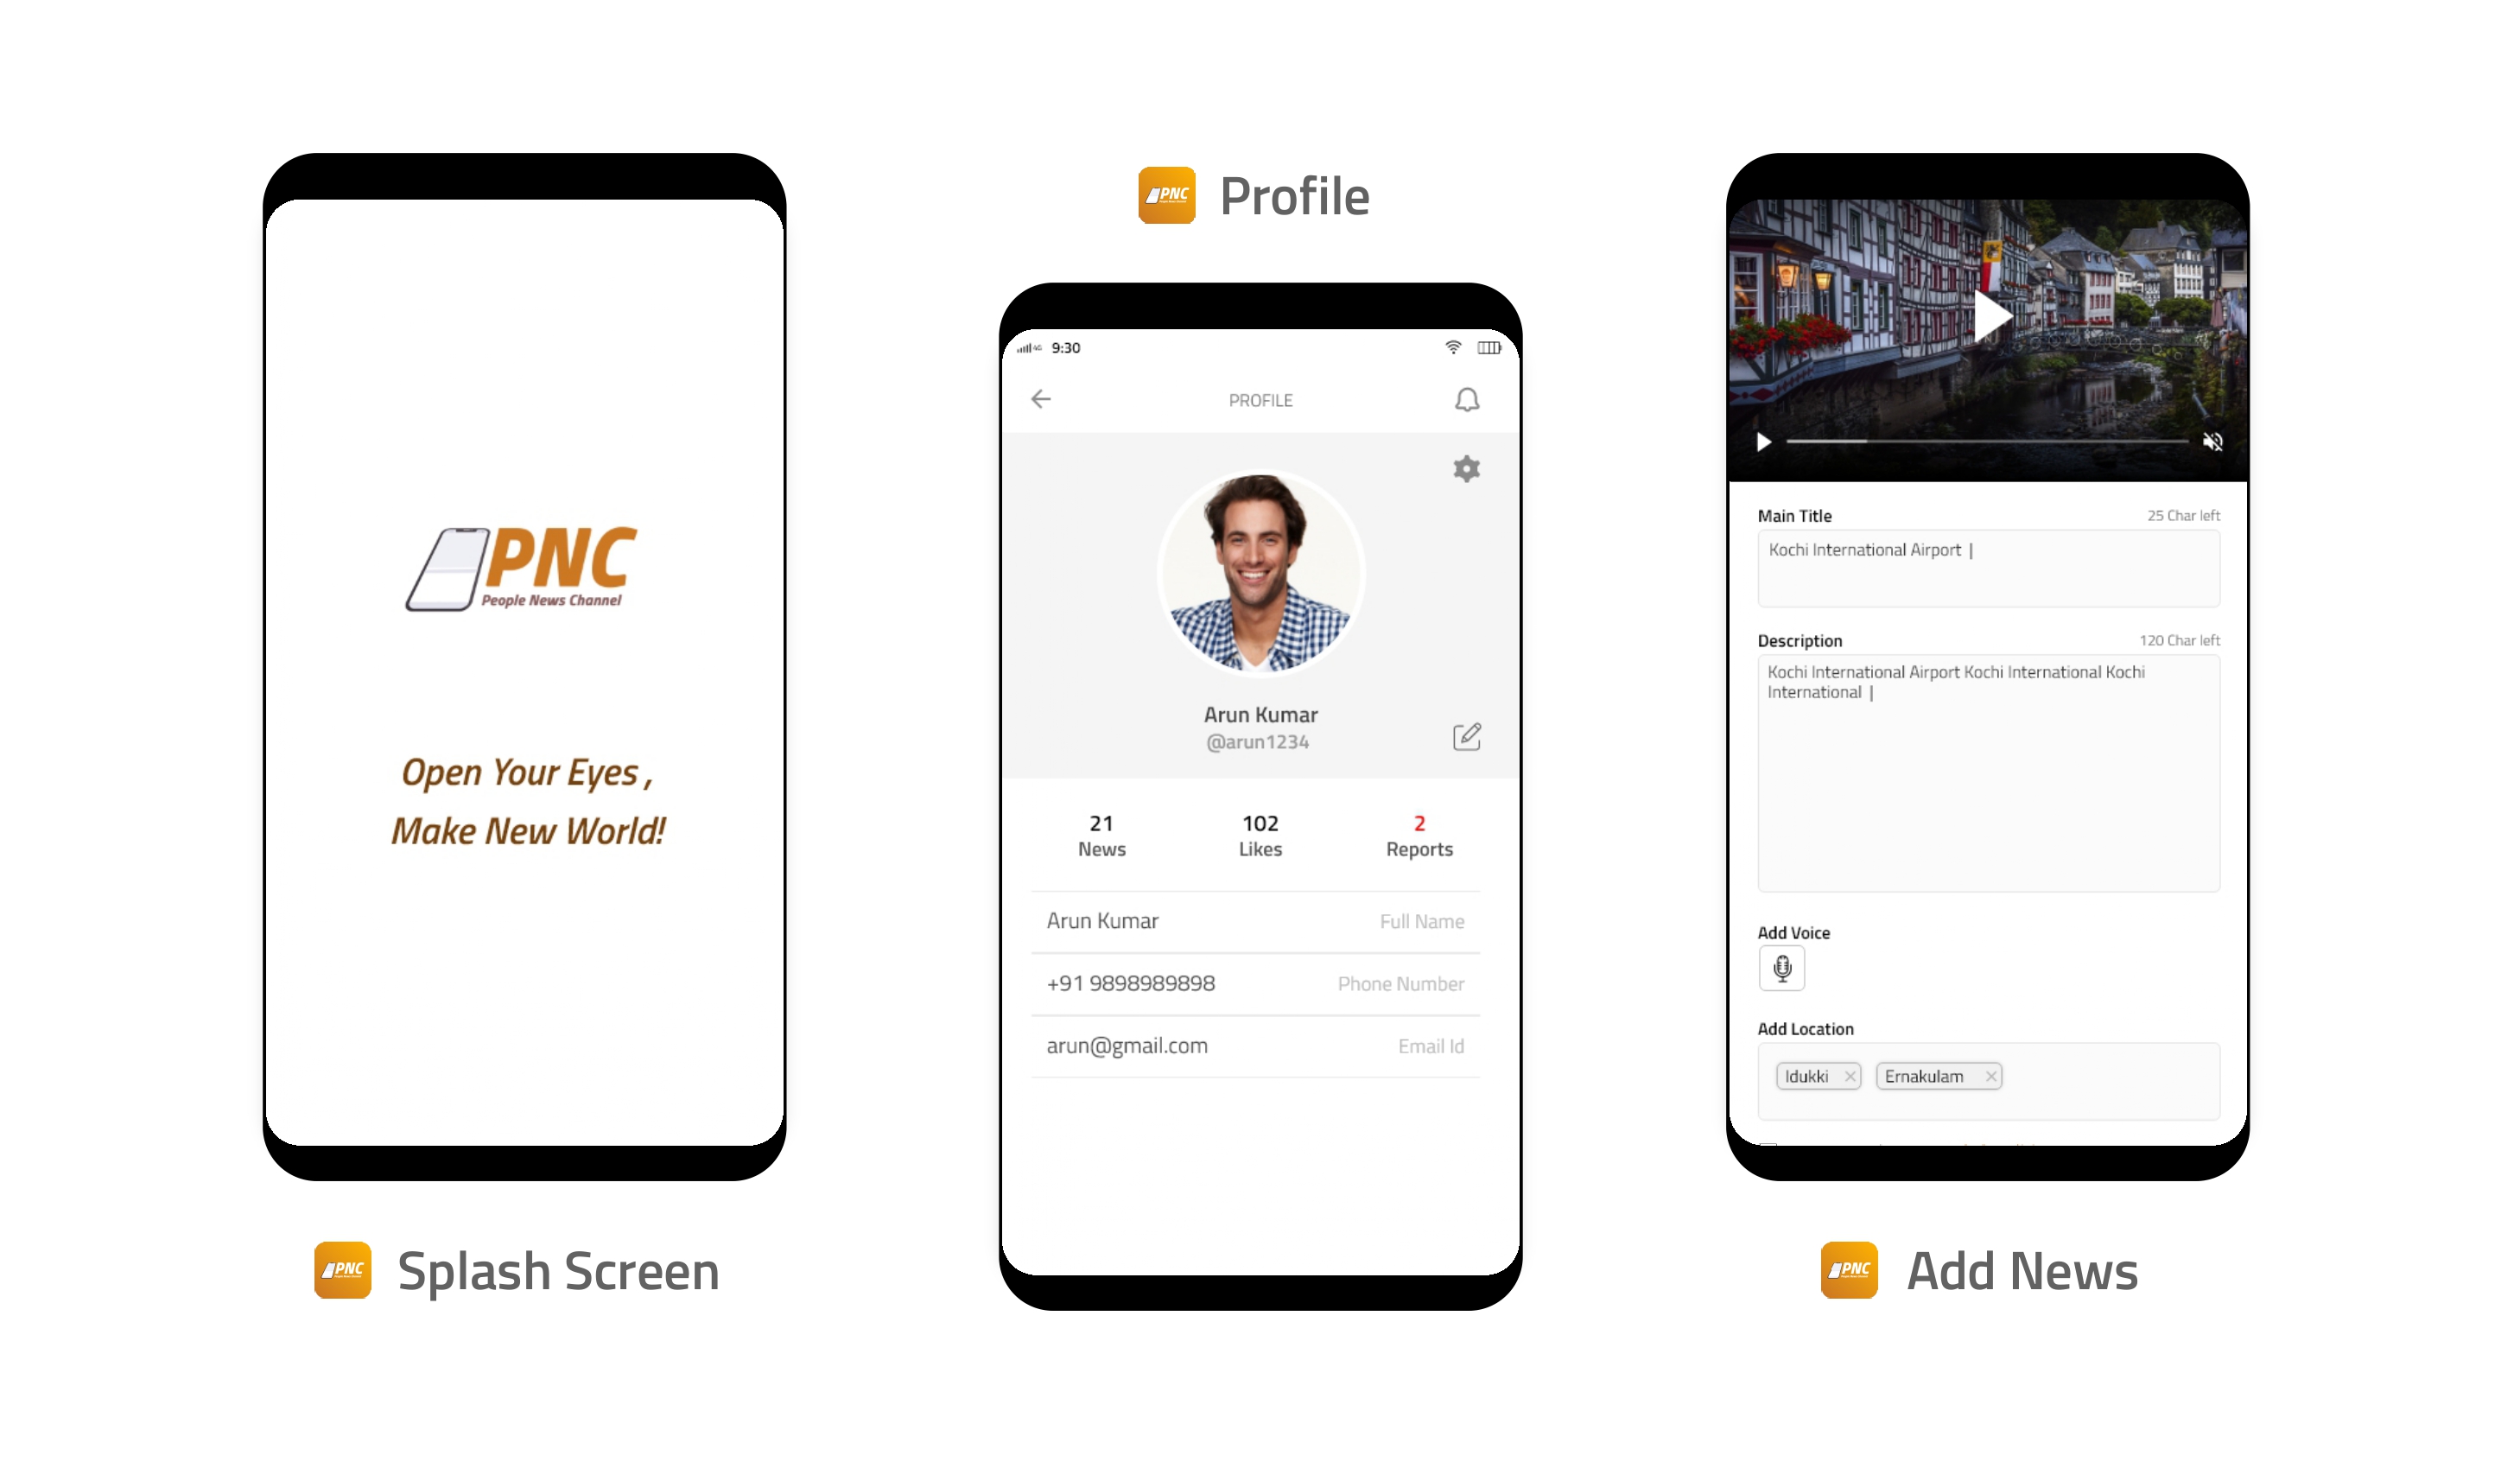 PNC
People News Channel
Open Your Eyes ,
Make New World!
PNC
Splash Screen
PNC
Profile
4G 9:30
PROFILE
Arun Kumar
@arun1234
21
News
102
Likes
2
Reports
Arun Kumar Full Name
+91 9898989898 Phone Number
arun@gmail.com Email Id
Main Title 25 Char left
Kochi International Airport |
Description 120 Char left
Kochi International Airport Kochi International Kochi
International |
Add Voice
Add Location
Idukki Ernakulam
PNC
Add News